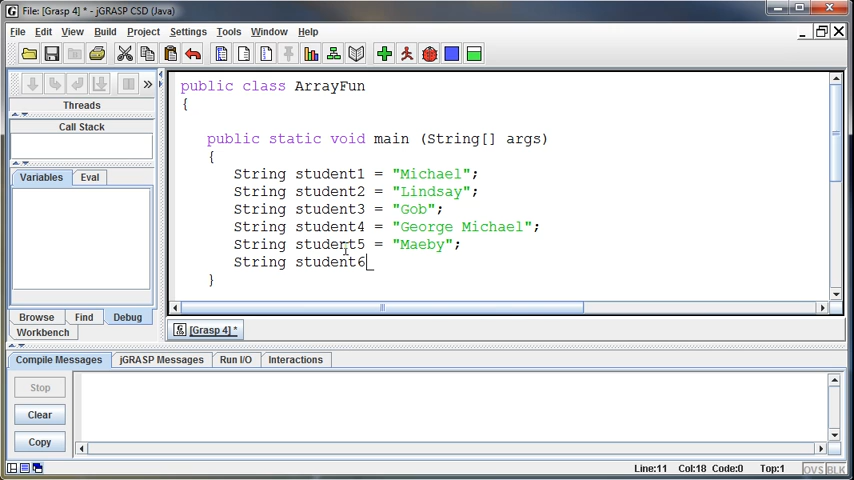 File: [Grasp 4] * - jGRASP CSD (Java)
File Edit View Build Project Settings Tools Window Help
Threads
Call Stack
Variables Eval
Browse Find Debug
Workbench
public class ArrayFun
{
public static void main (String[] args)
{
String student1 = "Michael";
String student2 = "Lindsay";
String student3 = "Gob";
String student4 = "George Michael";
String student5 = "Maeby";
String student6
}
[Grasp 4] *
Compile Messages jGRASP Messages Run I/O Interactions
Stop
Clear
Copy
Line:11 Col:18 Code:0 Top:1 OVS BLK